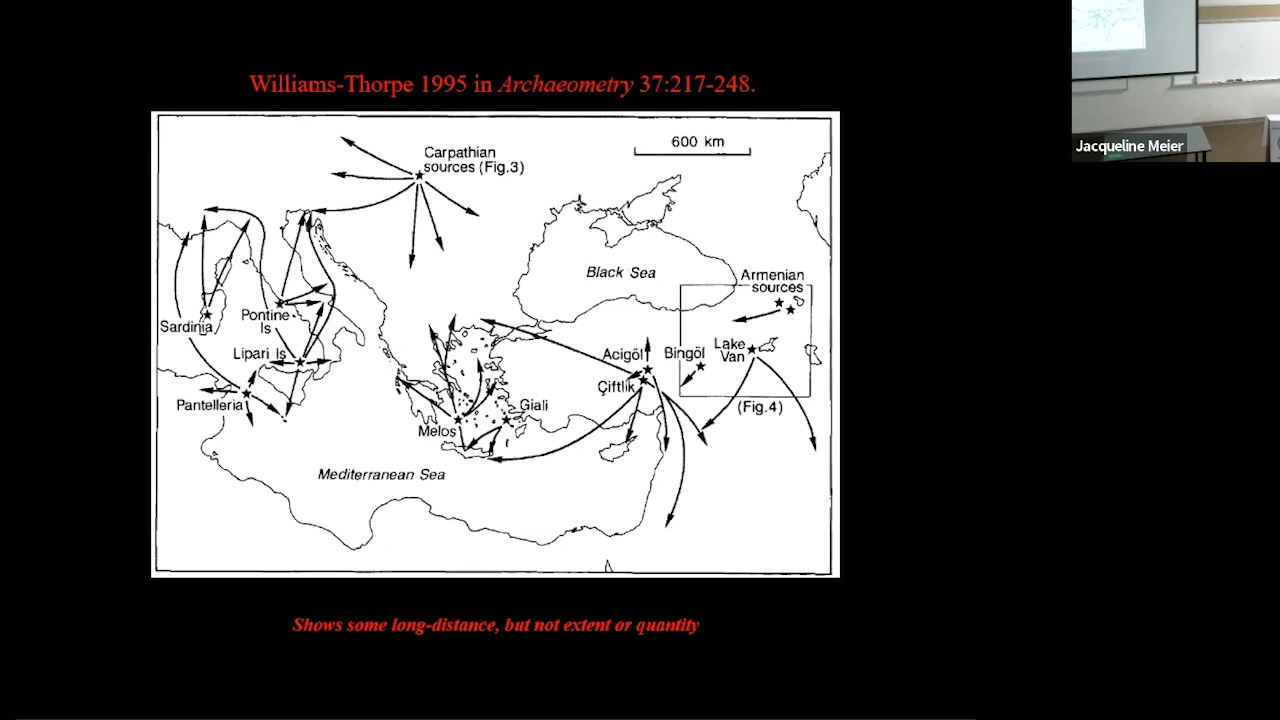 Williams-Thorpe 1995 in Archaeometry 37:217-248.
Jacqueline Meier
600 km
Carpathian
sources (Fig.3)
Black Sea
Armenian
sources
Sardinia
Pontine
Is
Lipari Is
Acigöl
Bingöl
Lake
Van
Çiftlik
Pantelleria
Giali
(Fig.4)
Melos
Mediterranean Sea
Shows some long-distance, but not extent or quantity